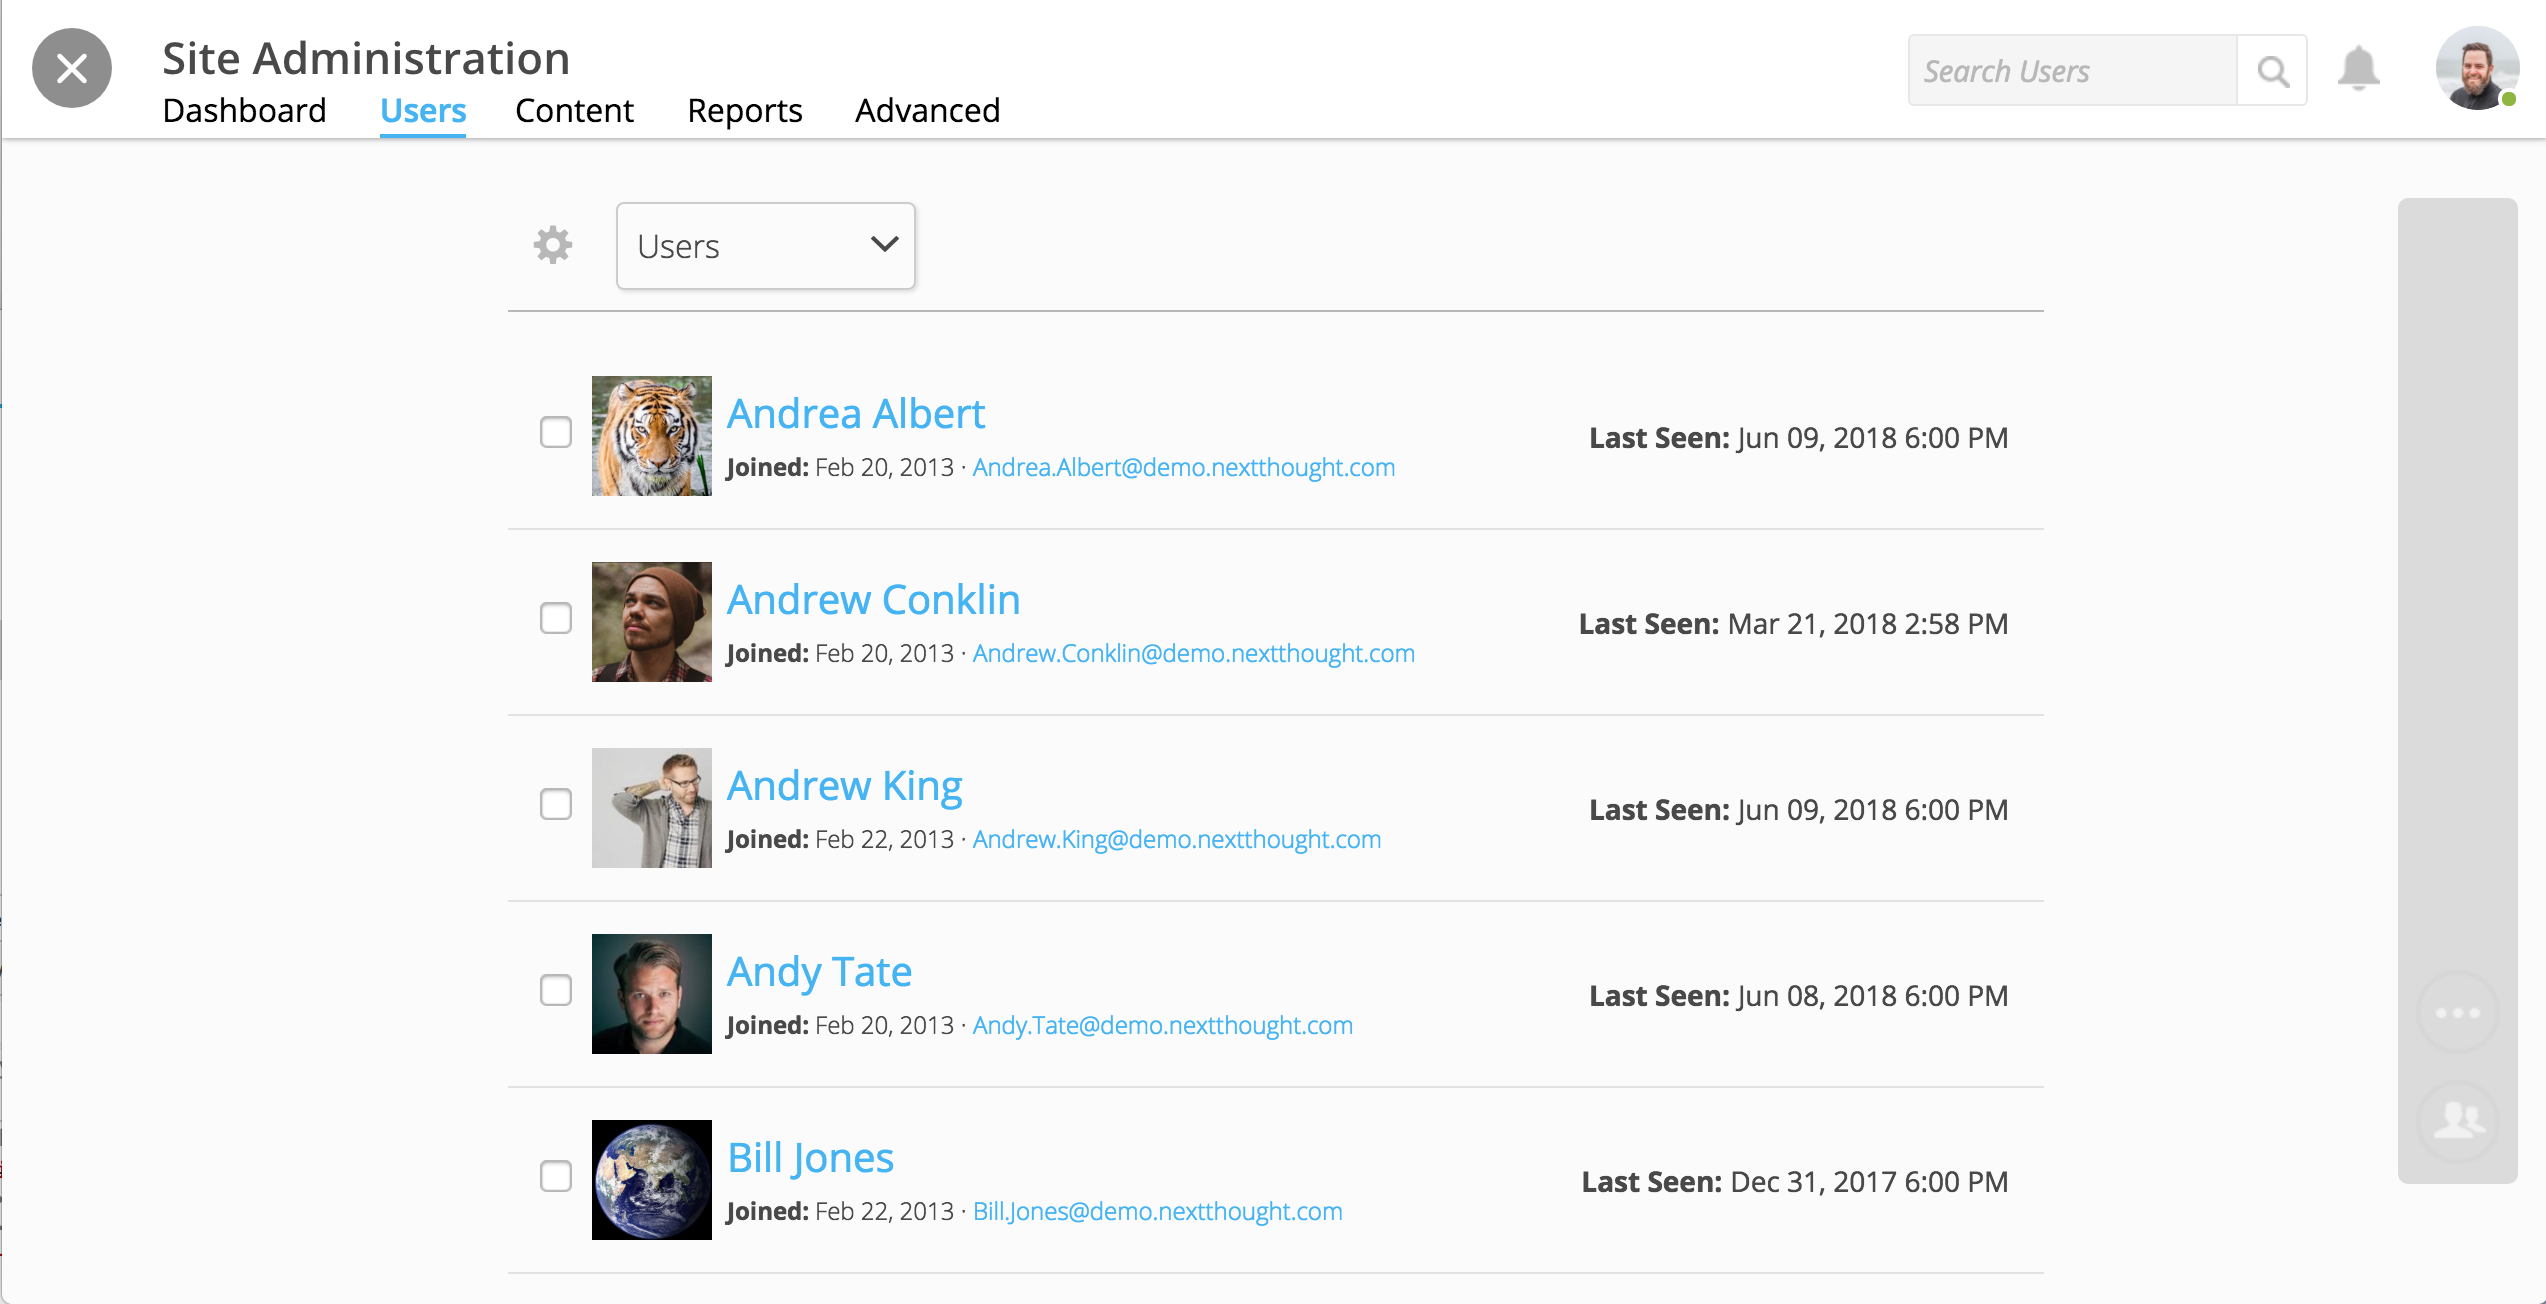 Site Administration
Search Users
Dashboard Users Content Reports Advanced
Users
Andrea Albert
Last Seen: Jun 09, 2018 6:00 PM
Joined: Feb 20, 2013 · Andrea.Albert@demo.nextthought.com
Andrew Conklin
Last Seen: Mar 21, 2018 2:58 PM
Joined: Feb 20, 2013 · Andrew.Conklin@demo.nextthought.com
Andrew King
Last Seen: Jun 09, 2018 6:00 PM
Joined: Feb 22, 2013 · Andrew.King@demo.nextthought.com
Andy Tate
Last Seen: Jun 08, 2018 6:00 PM
Joined: Feb 20, 2013 · Andy.Tate@demo.nextthought.com
Bill Jones
Last Seen: Dec 31, 2017 6:00 PM
Joined: Feb 22, 2013 · Bill.Jones@demo.nextthought.com